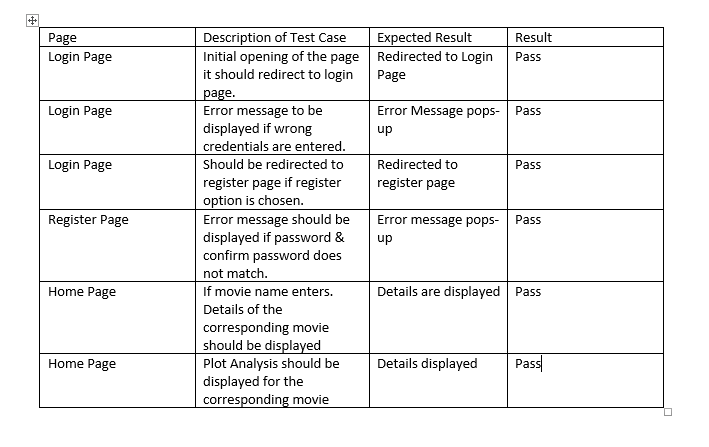 Page Description of Test Case Expected Result Result
Login Page Initial opening of the page Redirected to Login Pass
it should redirect to login Page
page.
Login Page Error message to be Error Message pops- Pass
displayed if wrong up
credentials are entered.
Login Page Should be redirected to Redirected to Pass
register page if register register page
option is chosen.
Register Page Error message should be Error message pops- Pass
displayed if password & up
confirm password does
not match.
Home Page If movie name enters. Details are displayed Pass
Details of the
corresponding movie
should be displayed
Home Page Plot Analysis should be Details displayed Pass
displayed for the
corresponding movie